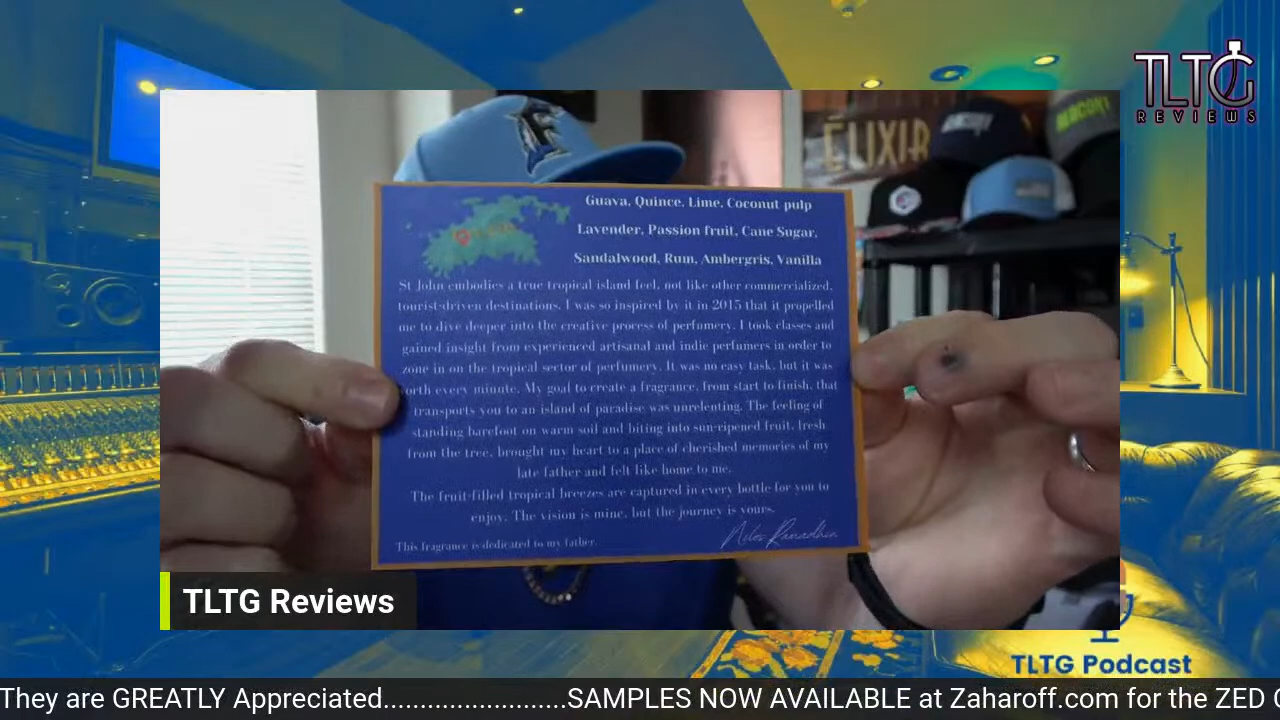 TLTG
REVIEWS
ÉLIXIR
F
Guava, Quince, Lime, Coconut pulp
Lavender, Passion fruit, Cane Sugar,
Sandalwood, Rum, Ambergris, Vanilla
St John embodies a true tropical island feel, not like other commercialized,
tourist-driven destinations. I was so inspired by it in 2015 that it propelled
me to dive deeper into the creative process of perfumery. I took classes and
gained insight from experienced artisanal and indie perfumers in order to
zone in on the tropical sector of perfumery. It was no easy task, but it was
worth every minute. My goal to create a fragrance, from start to finish, that
transports you to an island of paradise was unrelenting. The feeling of
standing barefoot on warm soil and biting into sun-ripened fruit, fresh
from the tree, brought my heart to a place of cherished memories of my
late father and felt like home to me.
The fruit-filled tropical breezes are captured in every bottle for you to
enjoy. The vision is mine, but the journey is yours.
This fragrance is dedicated to my father.
TLTG Reviews
TLTG Podcast
They are GREATLY Appreciated........................SAMPLES NOW AVAILABLE at Zaharoff.com for the ZED